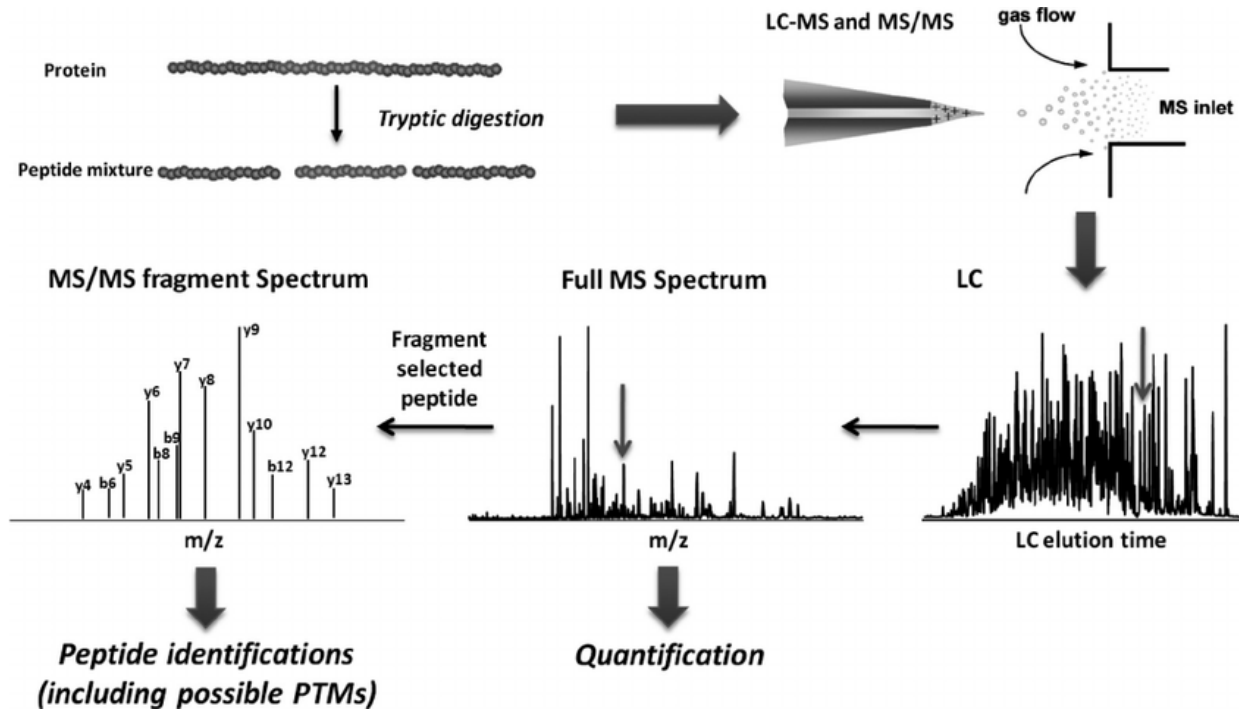 LC-MS and MS/MS
gas flow
Protein
Tryptic digestion
MS inlet
Peptide mixture
MS/MS fragment Spectrum
Full MS Spectrum
LC
y9
Fragment
selected
peptide
y7
y8
y6
y10
b9
b8
y5
b12
y12
y4
b6
y13
m/z
m/z
LC elution time
Peptide identifications
(including possible PTMs)
Quantification
+ + + + +